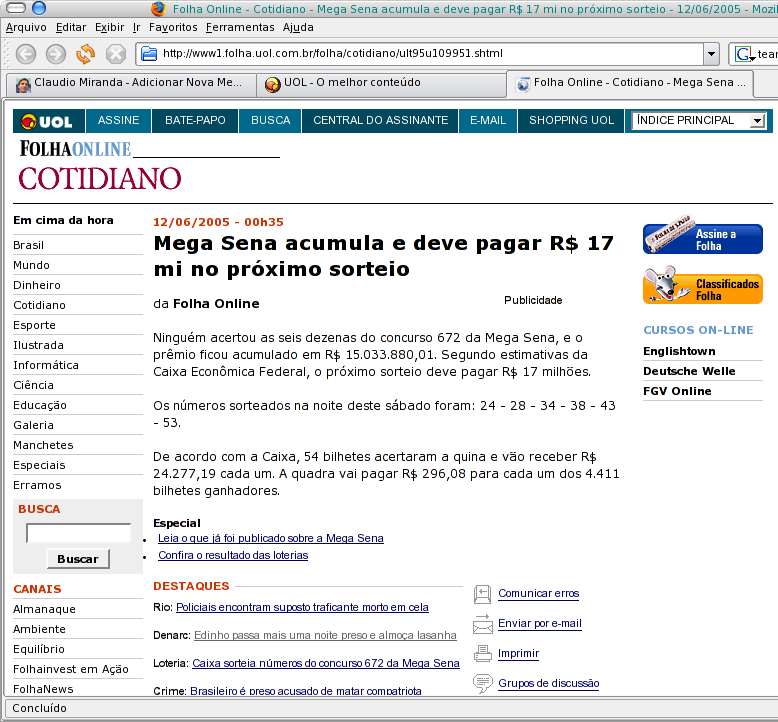 Folha Online - Cotidiano - Mega Sena acumula e deve pagar R$ 17 mi no próximo sorteio - 12/06/2005 - Mozil
Arquivo Editar Exibir Ir Favoritos Ferramentas Ajuda
http://www1.folha.uol.com.br/folha/cotidiano/ult95u109951.shtml
G tear
Claudio Miranda - Adicionar Nova Me...
UOL - O melhor conteúdo
Folha Online - Cotidiano - Mega Sena ...
UOL ASSINE BATE-PAPO BUSCA CENTRAL DO ASSINANTE E-MAIL SHOPPING UOL ÍNDICE PRINCIPAL
FOLHAONLINE
COTIDIANO
Em cima da hora
Brasil
Mundo
Dinheiro
Cotidiano
Esporte
Ilustrada
Informática
Ciência
Educação
Galeria
Manchetes
Especiais
Erramos
BUSCA
Buscar
CANAIS
Almanaque
Ambiente
Equilíbrio
Folhainvest em Ação
FolhaNews
12/06/2005 - 00h35
Mega Sena acumula e deve pagar R$ 17
mi no próximo sorteio
da Folha Online
Publicidade
Ninguém acertou as seis dezenas do concurso 672 da Mega Sena, e o
prêmio ficou acumulado em R$ 15.033.880,01. Segundo estimativas da
Caixa Econômica Federal, o próximo sorteio deve pagar R$ 17 milhões.
Os números sorteados na noite deste sábado foram: 24 - 28 - 34 - 38 - 43
- 53.
De acordo com a Caixa, 54 bilhetes acertaram a quina e vão receber R$
24.277,19 cada um. A quadra vai pagar R$ 296,08 para cada um dos 4.411
bilhetes ganhadores.
Especial
Leia o que já foi publicado sobre a Mega Sena
Confira o resultado das loterias
DESTAQUES
Rio: Policiais encontram suposto traficante morto em cela
Denarc: Edinho passa mais uma noite preso e almoça lasanha
Loteria: Caixa sorteia números do concurso 672 da Mega Sena
Crime: Brasileiro é preso acusado de matar compatriota
Comunicar erros
Enviar por e-mail
Imprimir
Grupos de discussão
Assine a
Folha
Classificados
Folha
CURSOS ON-LINE
Englishtown
Deutsche Welle
FGV Online
Concluído